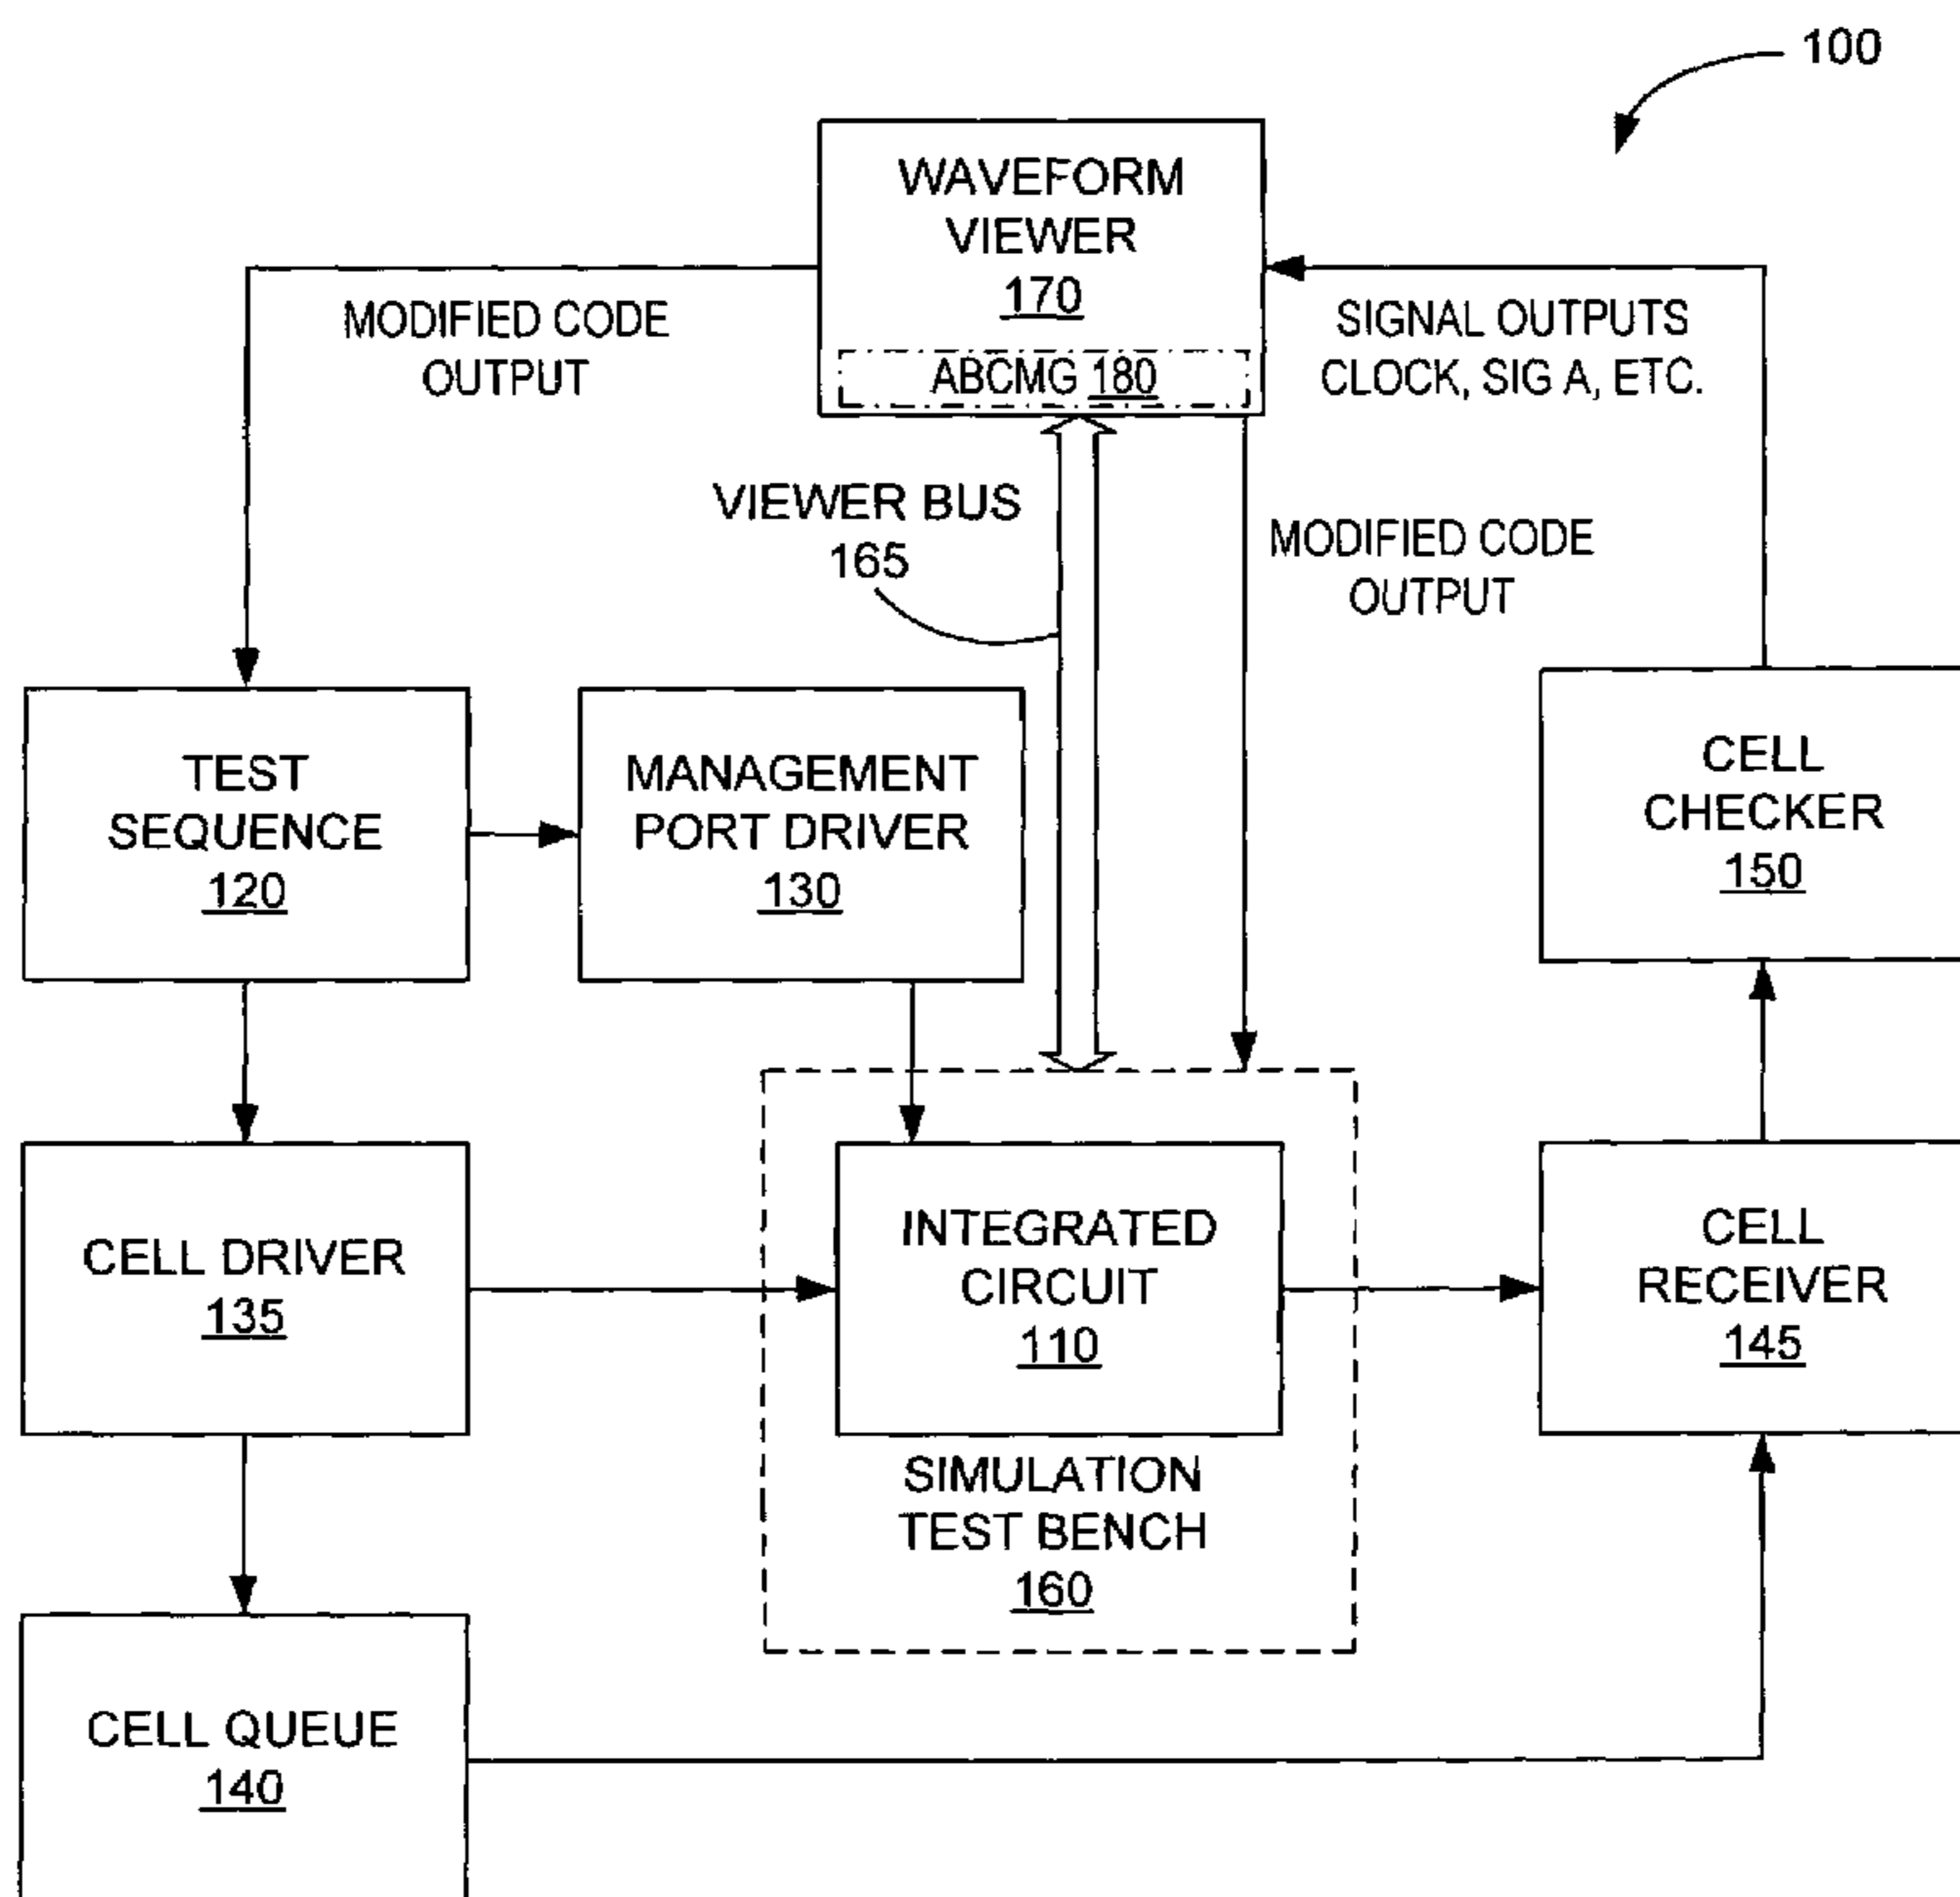 100
WAVEFORM
VIEWER
170
ABCMG 180
MODIFIED CODE
OUTPUT
SIGNAL OUTPUTS
CLOCK, SIG A, ETC.
VIEWER BUS
165
MODIFIED CODE
OUTPUT
TEST
SEQUENCE
120
MANAGEMENT
PORT DRIVER
130
CELL
CHECKER
150
CELL DRIVER
135
INTEGRATED
CIRCUIT
110
CELL
RECEIVER
145
SIMULATION
TEST BENCH
160
CELL QUEUE
140